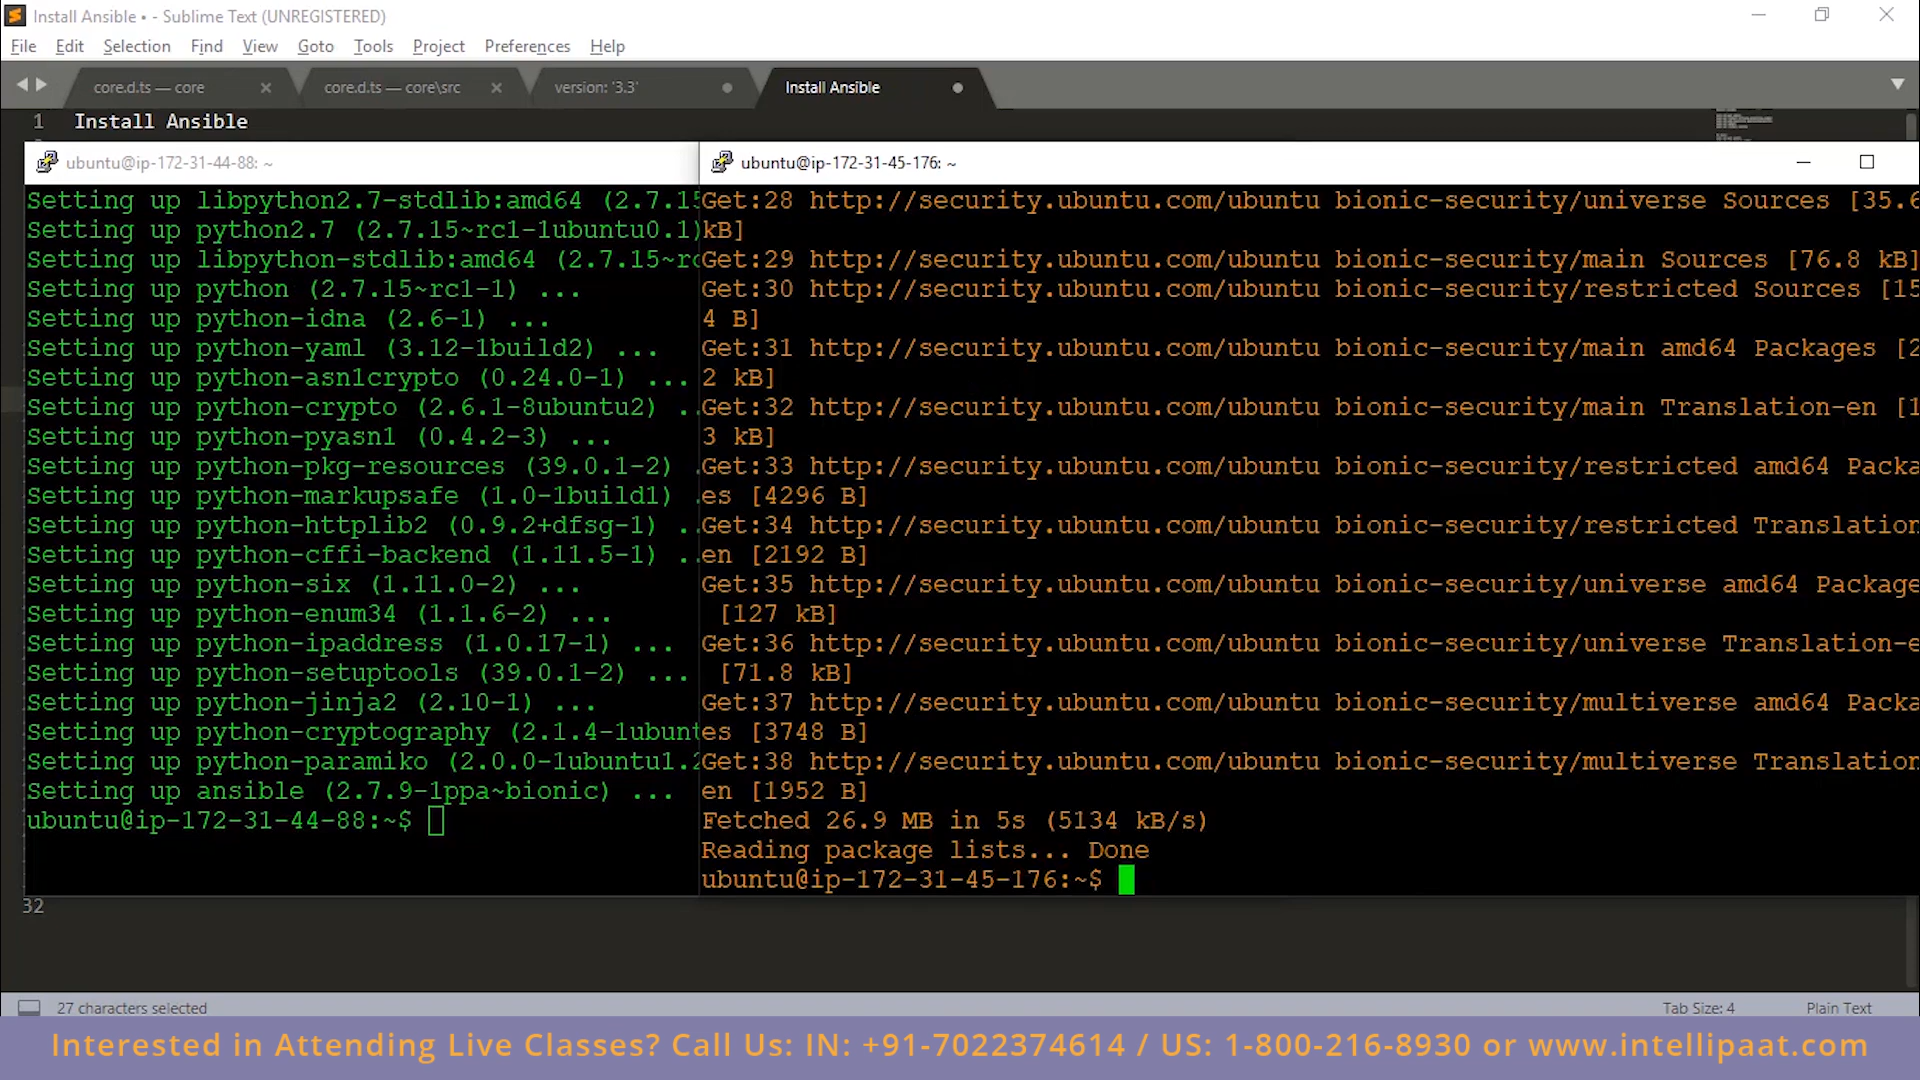 Install Ansible • - Sublime Text (UNREGISTERED)
File Edit Selection Find View Goto Tools Project Preferences Help
core.d.ts — core
core.d.ts — core\src
version: '3.3'
Install Ansible
1 Install Ansible
ubuntu@ip-172-31-44-88: ~
Setting up libpython2.7-stdlib:amd64 (2.7.15
Setting up python2.7 (2.7.15~rc1-1ubuntu0.1)
Setting up libpython-stdlib:amd64 (2.7.15~rc
Setting up python (2.7.15~rc1-1) ...
Setting up python-idna (2.6-1) ...
Setting up python-yaml (3.12-1build2) ...
Setting up python-asn1crypto (0.24.0-1) ...
Setting up python-crypto (2.6.1-8ubuntu2) ..
Setting up python-pyasn1 (0.4.2-3) ...
Setting up python-pkg-resources (39.0.1-2) .
Setting up python-markupsafe (1.0-1build1) .
Setting up python-httplib2 (0.9.2+dfsg-1) ..
Setting up python-cffi-backend (1.11.5-1) ..
Setting up python-six (1.11.0-2) ...
Setting up python-enum34 (1.1.6-2) ...
Setting up python-ipaddress (1.0.17-1) ...
Setting up python-setuptools (39.0.1-2) ...
Setting up python-jinja2 (2.10-1) ...
Setting up python-cryptography (2.1.4-1ubunt
Setting up python-paramiko (2.0.0-1ubuntu1.2
Setting up ansible (2.7.9-1ppa~bionic) ...
ubuntu@ip-172-31-44-88:~$
ubuntu@ip-172-31-45-176: ~
Get:28 http://security.ubuntu.com/ubuntu bionic-security/universe Sources [35.6
kB]
Get:29 http://security.ubuntu.com/ubuntu bionic-security/main Sources [76.8 kB]
Get:30 http://security.ubuntu.com/ubuntu bionic-security/restricted Sources [15
4 B]
Get:31 http://security.ubuntu.com/ubuntu bionic-security/main amd64 Packages [2
2 kB]
Get:32 http://security.ubuntu.com/ubuntu bionic-security/main Translation-en [1
3 kB]
Get:33 http://security.ubuntu.com/ubuntu bionic-security/restricted amd64 Packa
es [4296 B]
Get:34 http://security.ubuntu.com/ubuntu bionic-security/restricted Translation
en [2192 B]
Get:35 http://security.ubuntu.com/ubuntu bionic-security/universe amd64 Package
[127 kB]
Get:36 http://security.ubuntu.com/ubuntu bionic-security/universe Translation-e
[71.8 kB]
Get:37 http://security.ubuntu.com/ubuntu bionic-security/multiverse amd64 Packa
es [3748 B]
Get:38 http://security.ubuntu.com/ubuntu bionic-security/multiverse Translation
en [1952 B]
Fetched 26.9 MB in 5s (5134 kB/s)
Reading package lists... Done
ubuntu@ip-172-31-45-176:~$
32
27 characters selected
Tab Size: 4
Plain Text
Interested in Attending Live Classes? Call Us: IN: +91-7022374614 / US: 1-800-216-8930 or www.intellipaat.com